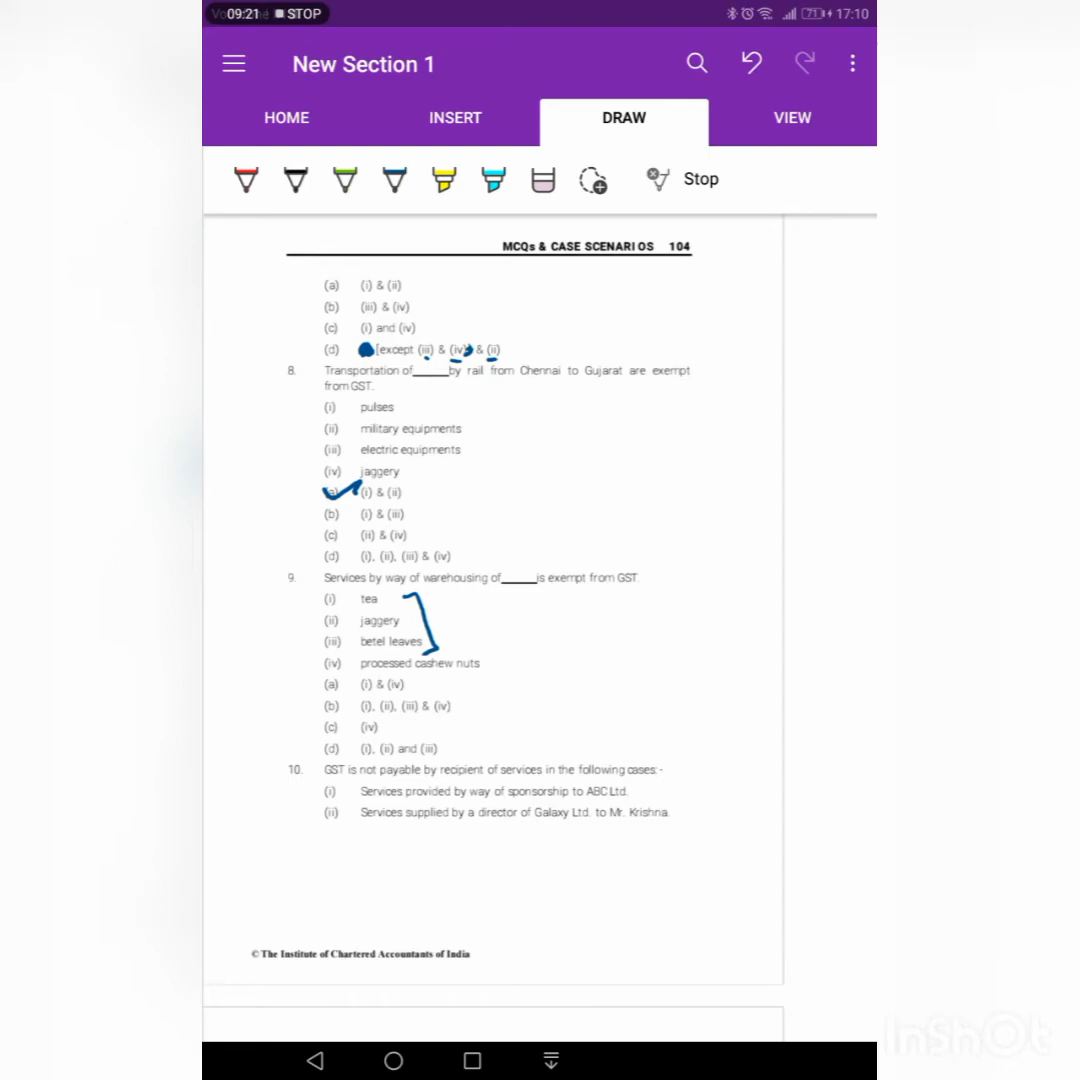 09:21 STOP
71 17:10
New Section 1
HOME INSERT DRAW VIEW
Stop
MCQs & CASE SCENARIOS 104
(a) (i) & (ii)
(b) (iii) & (iv)
(c) (i) and (iv)
(d) [except (iii) & (iv) & (ii)
8. Transportation of_____by rail from Chennai to Gujarat are exempt
from GST.
(i) pulses
(ii) military equipments
(iii) electric equipments
(iv) jaggery
(a) (i) & (ii)
(b) (i) & (iii)
(c) (ii) & (iv)
(d) (i), (ii), (iii) & (iv)
9. Services by way of warehousing of_____is exempt from GST.
(i) tea
(ii) jaggery
(iii) betel leaves
(iv) processed cashew nuts
(a) (i) & (iv)
(b) (i), (ii), (iii) & (iv)
(c) (iv)
(d) (i), (ii) and (iii)
10. GST is not payable by recipient of services in the following cases:-
(i) Services provided by way of sponsorship to ABC Ltd.
(ii) Services supplied by a director of Galaxy Ltd. to Mr. Krishna.
© The Institute of Chartered Accountants of India
InShOt